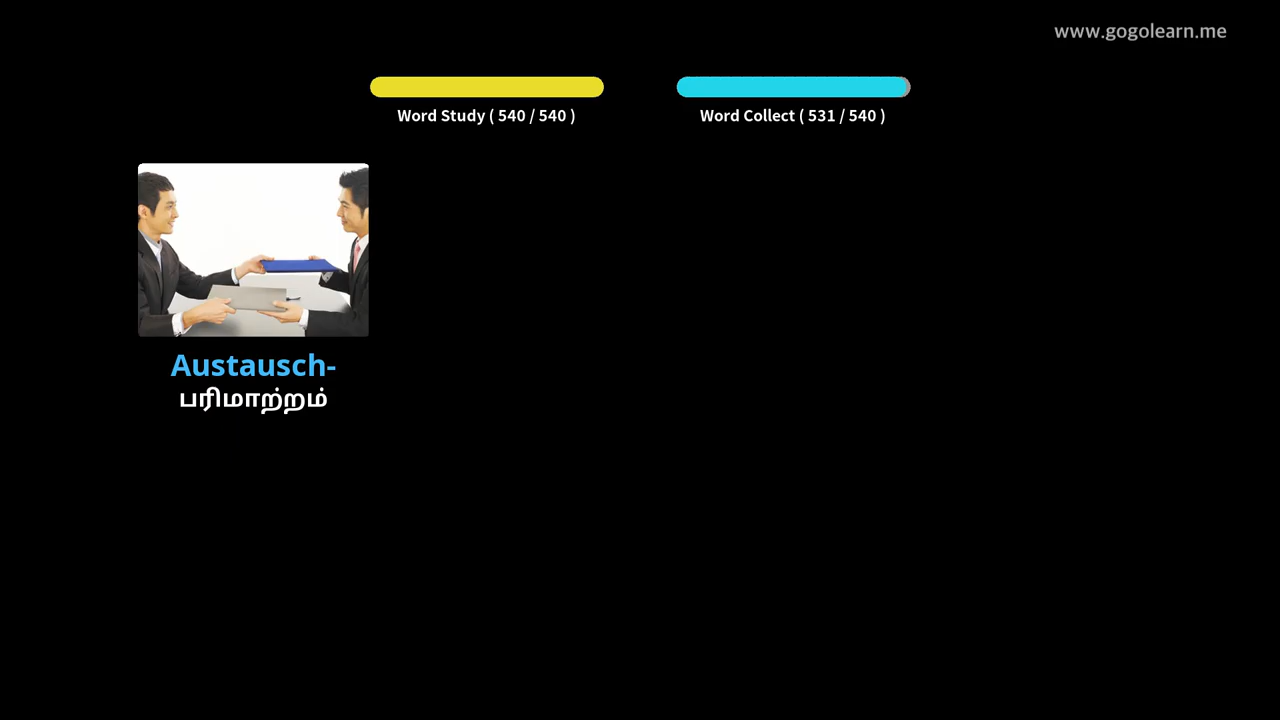 www.gogolearn.me
Word Study ( 540 / 540 )
Word Collect ( 531 / 540 )
Austausch-
பரிமாற்றம்